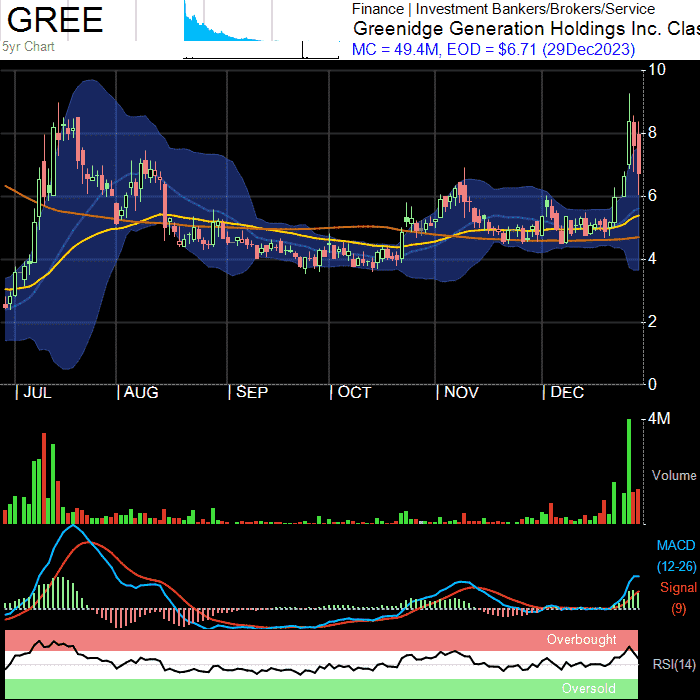 GREE
5yr Chart
Finance | Investment Bankers/Brokers/Service
Greenidge Generation Holdings Inc. Clas
MC = 49.4M, EOD = $6.71 (29Dec2023)
10
8
6
4
2
0
| JUL | AUG | SEP | OCT | NOV | DEC
4M
Volume
MACD
(12-26)
Signal
(9)
Overbought
RSI(14)
Oversold